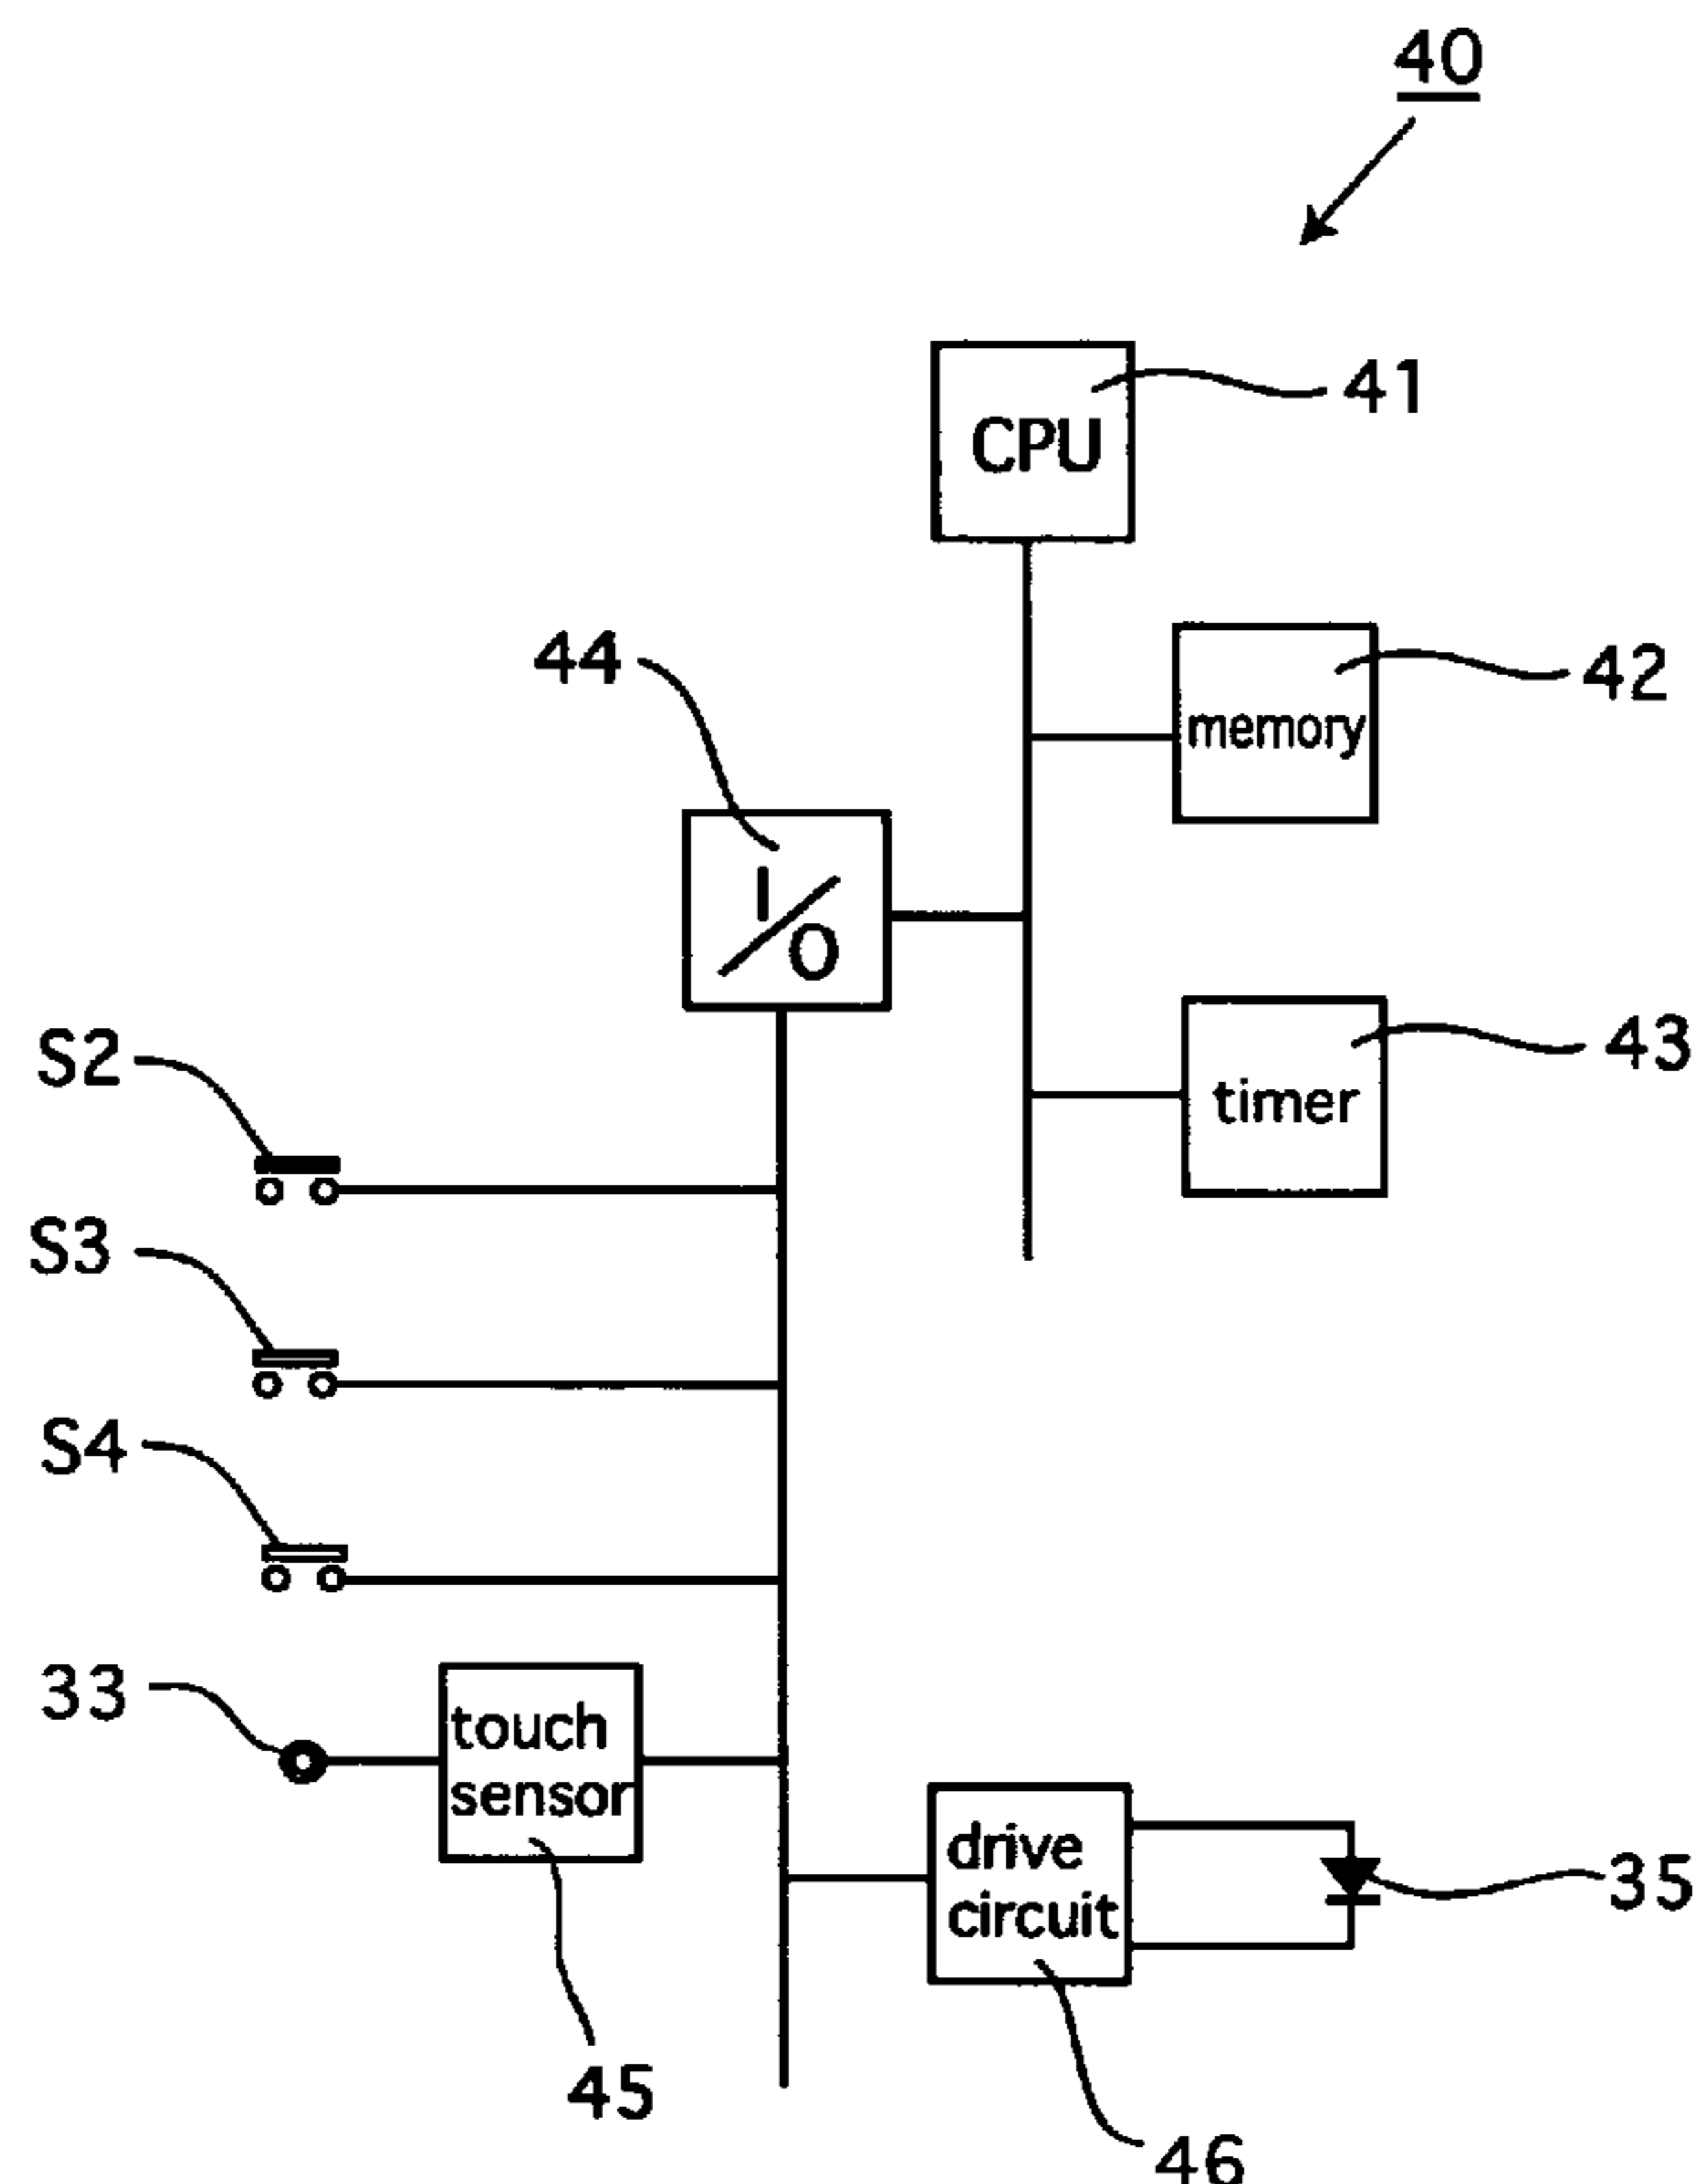 40
41
CPU
44
42
memory
I/O
S2
43
timer
S3
S4
33
touch
sensor
drive
circuit
35
45
46